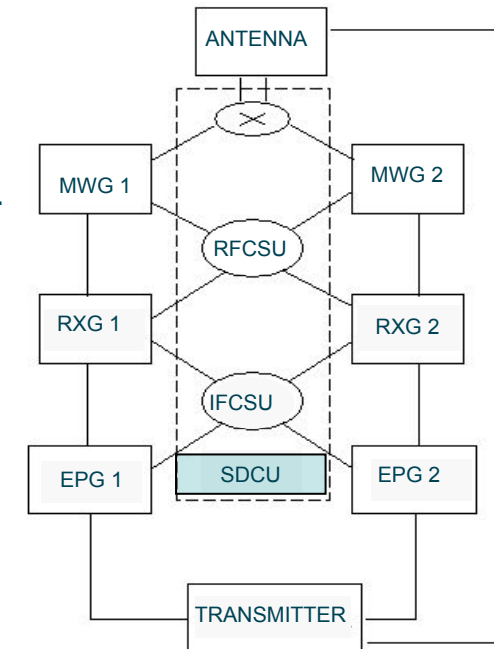 ANTENNA
MWG 1
MWG 2
RFCSU
RXG 1
RXG 2
IFCSU
EPG 1
SDCU
EPG 2
TRANSMITTER